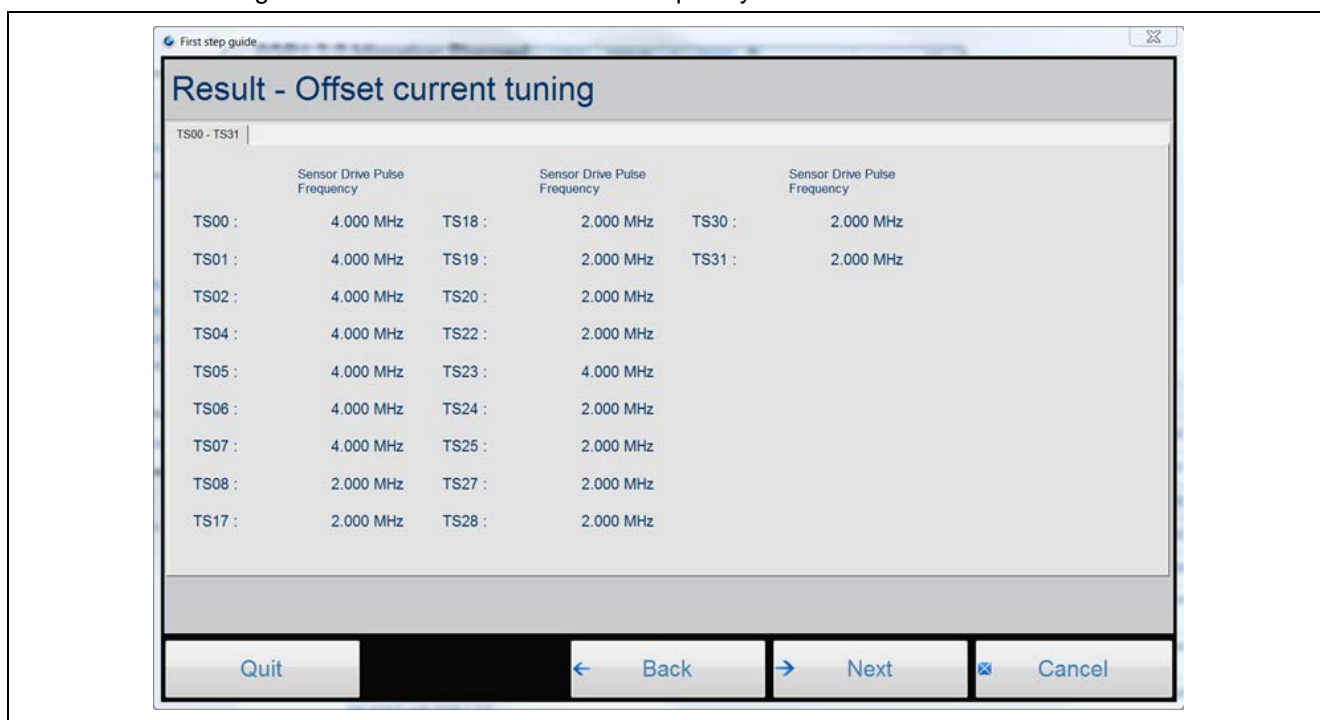 First step guide
Result - Offset current tuning
TS00 - TS31
Sensor Drive Pulse Frequency Sensor Drive Pulse Frequency Sensor Drive Pulse Frequency
TS00 : 4.000 MHz TS18 : 2.000 MHz TS30 : 2.000 MHz
TS01 : 4.000 MHz TS19 : 2.000 MHz TS31 : 2.000 MHz
TS02 : 4.000 MHz TS20 : 2.000 MHz
TS04 : 4.000 MHz TS22 : 2.000 MHz
TS05 : 4.000 MHz TS23 : 4.000 MHz
TS06 : 4.000 MHz TS24 : 2.000 MHz
TS07 : 4.000 MHz TS25 : 2.000 MHz
TS08 : 2.000 MHz TS27 : 2.000 MHz
TS17 : 2.000 MHz TS28 : 2.000 MHz
Quit Back Next Cancel